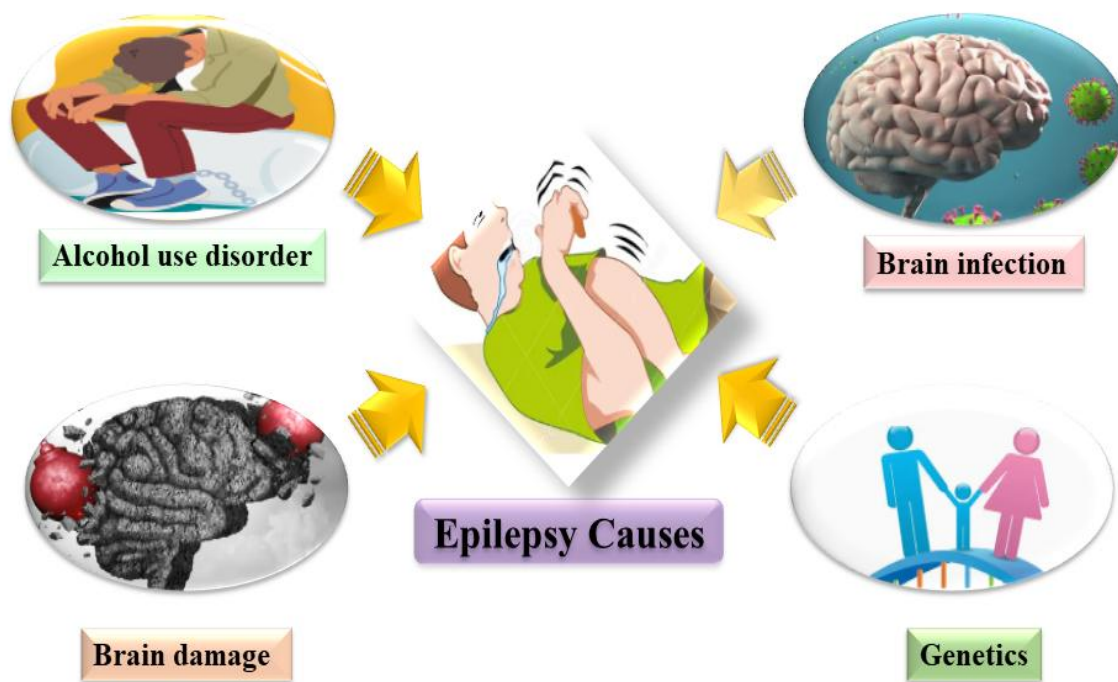 Alcohol use disorder
Brain infection
Epilepsy Causes
Brain damage
Genetics